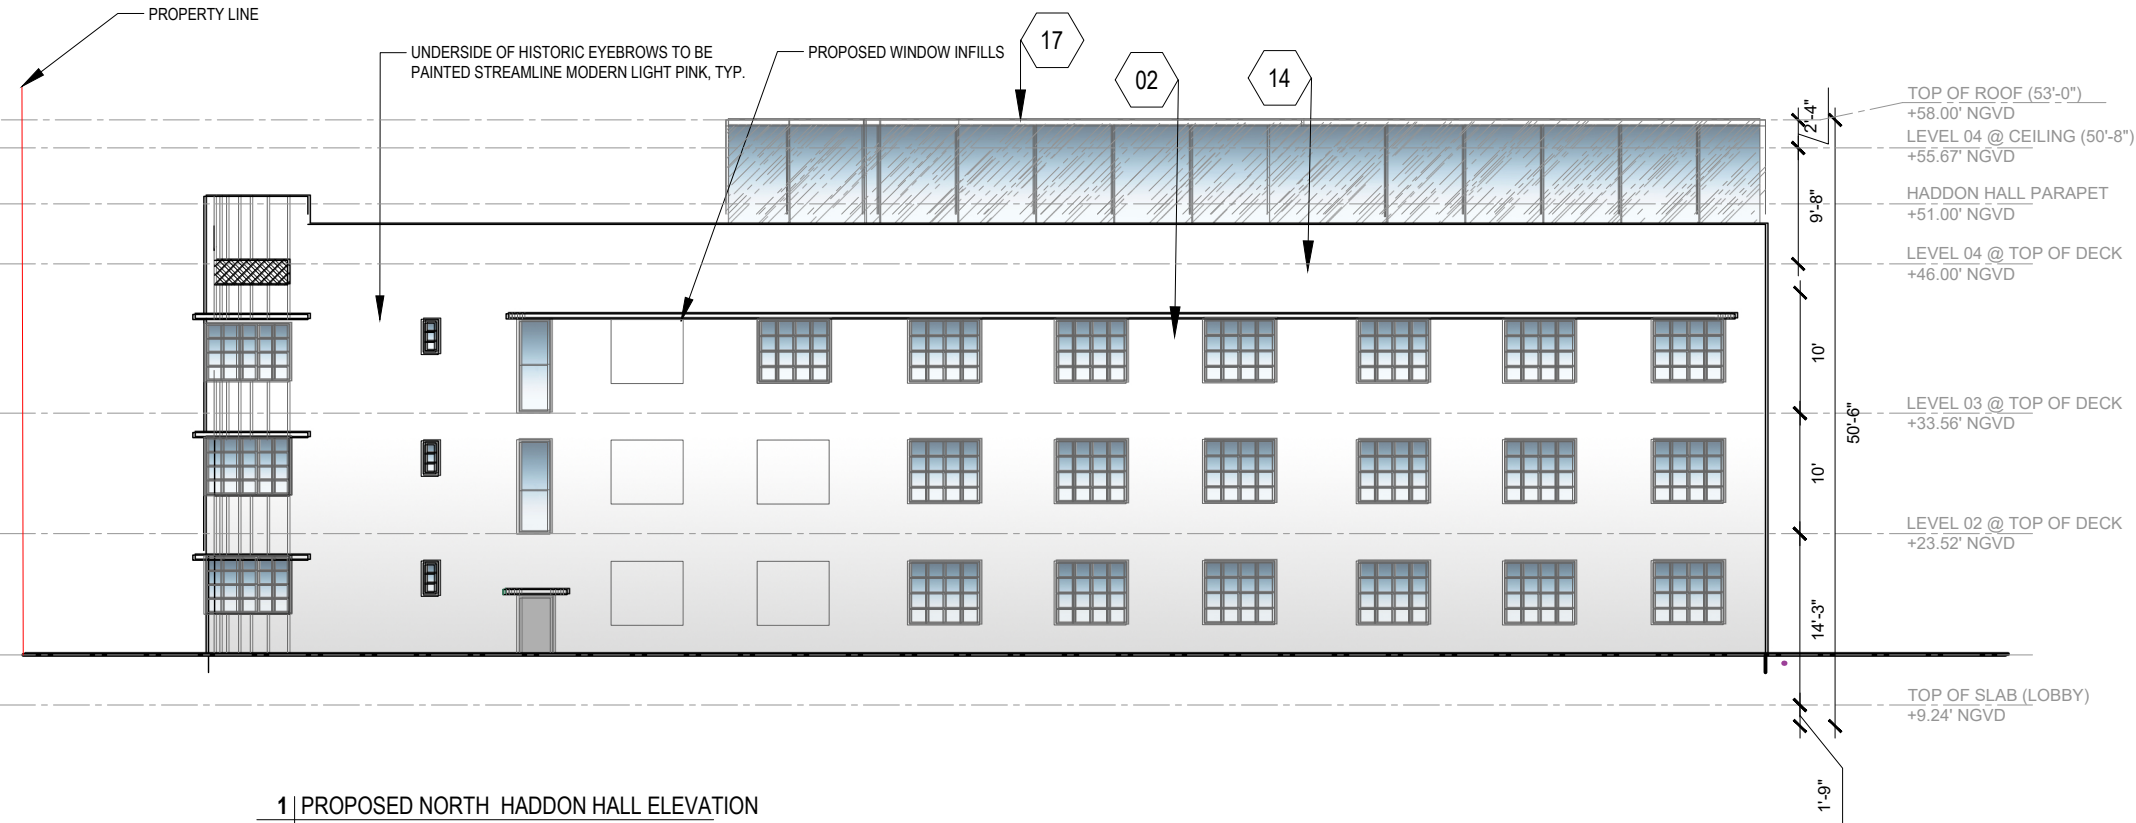 PROPERTY LINE
UNDERSIDE OF HISTORIC EYEBROWS TO BE
PAINTED STREAMLINE MODERN LIGHT PINK, TYP.
PROPOSED WINDOW INFILLS
17
02
14
TOP OF ROOF (53'-0")
+58.00' NGVD
LEVEL 04 @ CEILING (50'-8")
+55.67' NGVD
HADDON HALL PARAPET
+51.00' NGVD
LEVEL 04 @ TOP OF DECK
+46.00' NGVD
LEVEL 03 @ TOP OF DECK
+33.56' NGVD
LEVEL 02 @ TOP OF DECK
+23.52' NGVD
TOP OF SLAB (LOBBY)
+9.24' NGVD
2'-4"
9'-8"
10'
10'
14'-3"
50'-6"
1'-9"
1 PROPOSED NORTH HADDON HALL ELEVATION